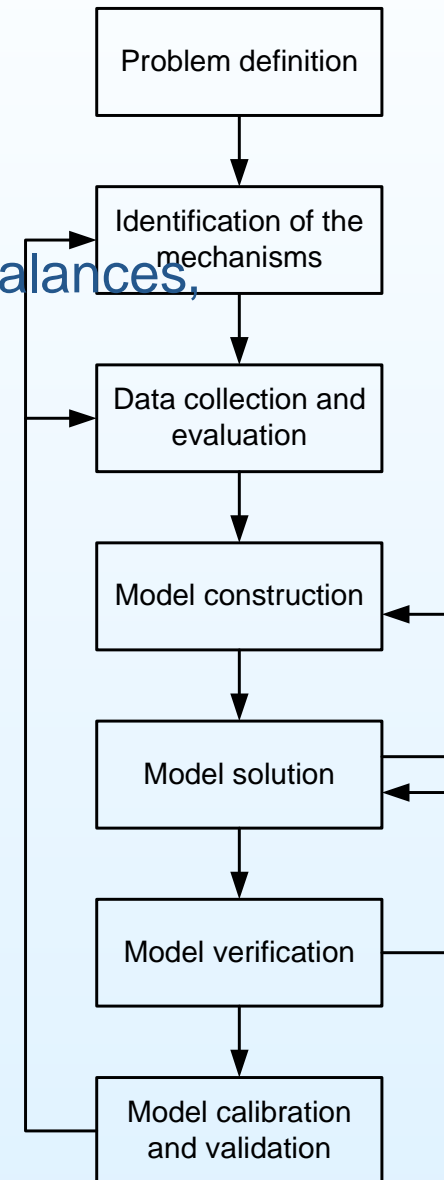 Problem definition
Identification of the
mechanisms
alances,
Data collection and
evaluation
Model construction
Model solution
Model verification
Model calibration
and validation